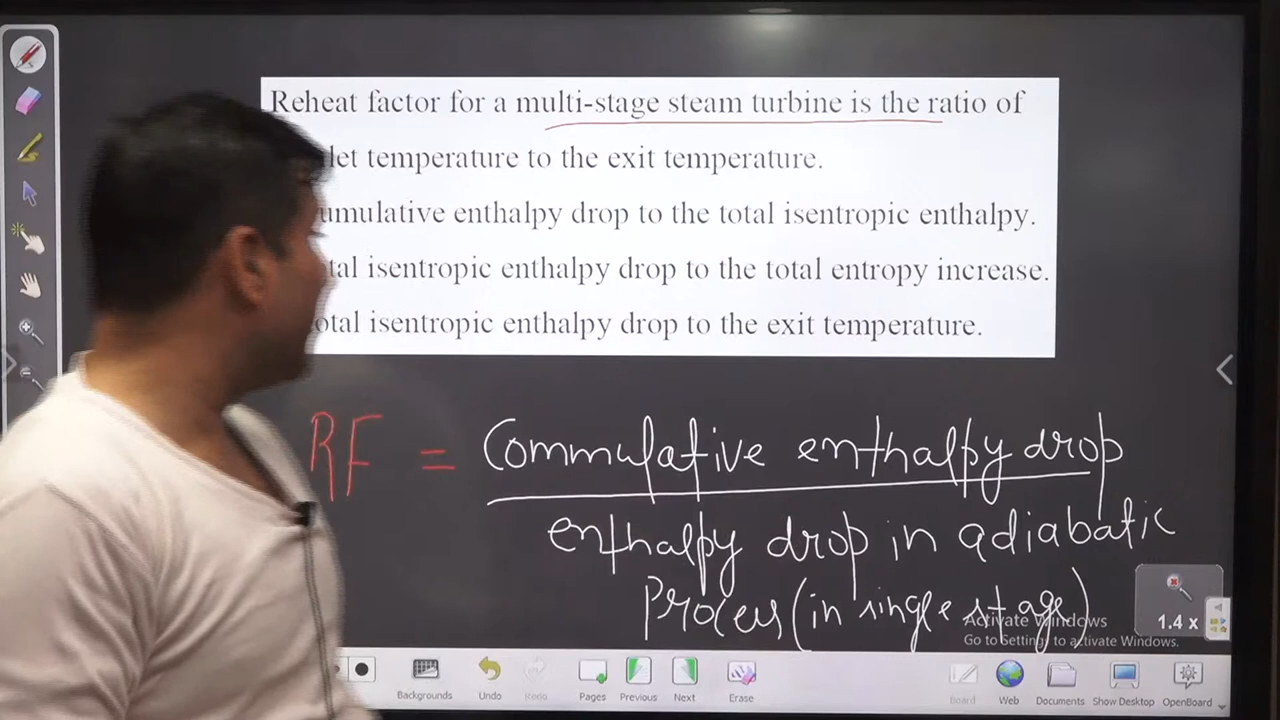 Reheat factor for a multi-stage steam turbine is the ratio of
let temperature to the exit temperature.
umulative enthalpy drop to the total isentropic enthalpy.
tal isentropic enthalpy drop to the total entropy increase.
otal isentropic enthalpy drop to the exit temperature.
RF = Commulative enthalpy drop
enthalpy drop in adiabatic
Process (in single stage)
1.4 x
Activate Windows
Go to Settings to activate Windows.
Backgrounds Undo Redo Pages Previous Next Erase Board Web Documents Show Desktop OpenBoard